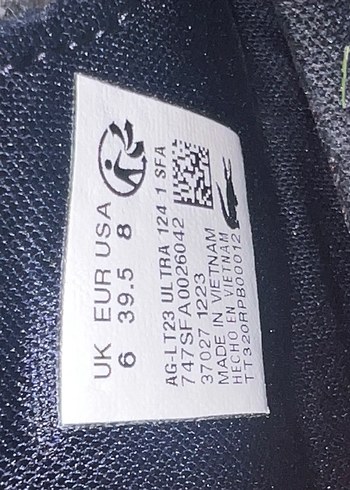 UK EUR USA
6 39.5 8
AG-LT23 ULTRA 124 1 SFA
747SFA0026042
37027 1223
MADE IN VIETNAM
HECHO EN VIETNAM
TT320RPB00012